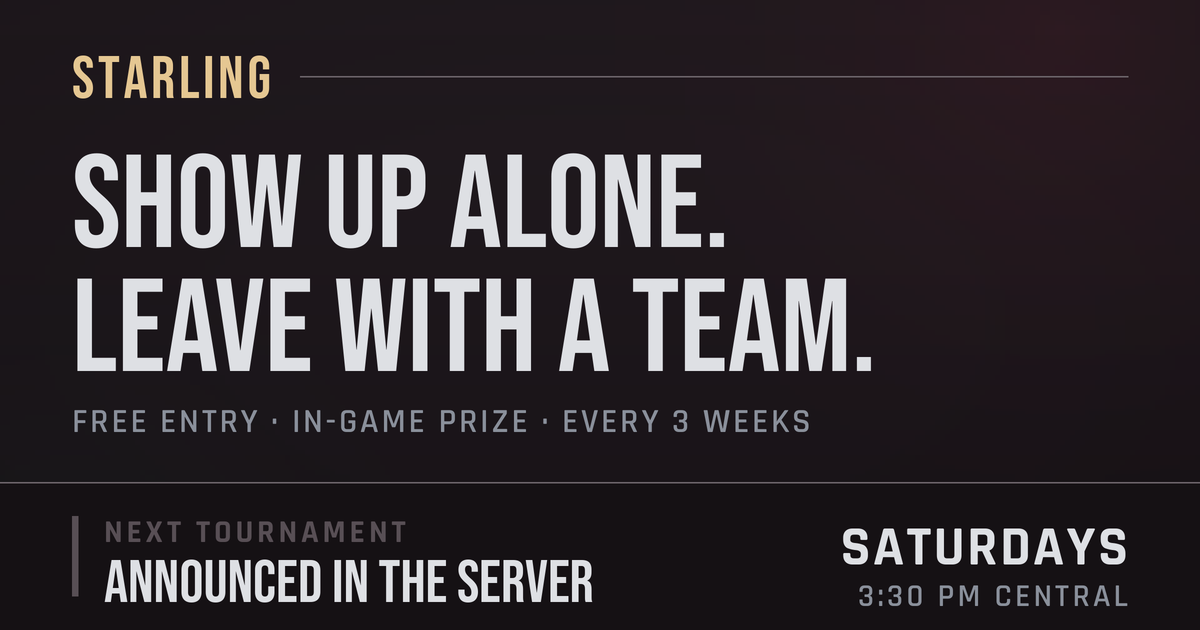 STARLING
SHOW UP ALONE.
LEAVE WITH A TEAM.
FREE ENTRY · IN-GAME PRIZE · EVERY 3 WEEKS
NEXT TOURNAMENT
ANNOUNCED IN THE SERVER
SATURDAYS
3:30 PM CENTRAL